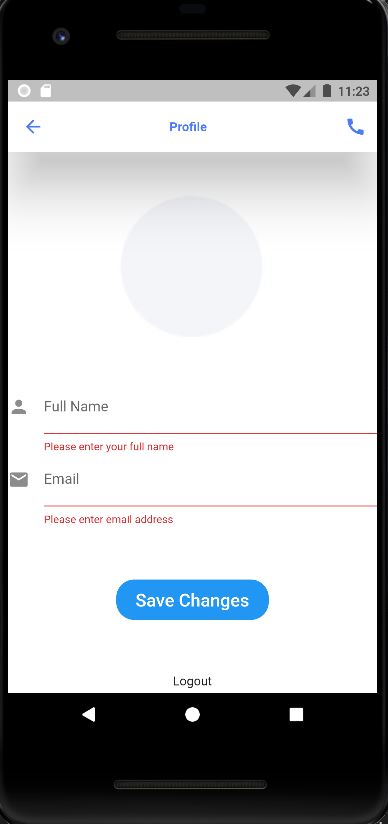 11:23
Profile
Full Name
Please enter your full name
Email
Please enter email address
Save Changes
Logout